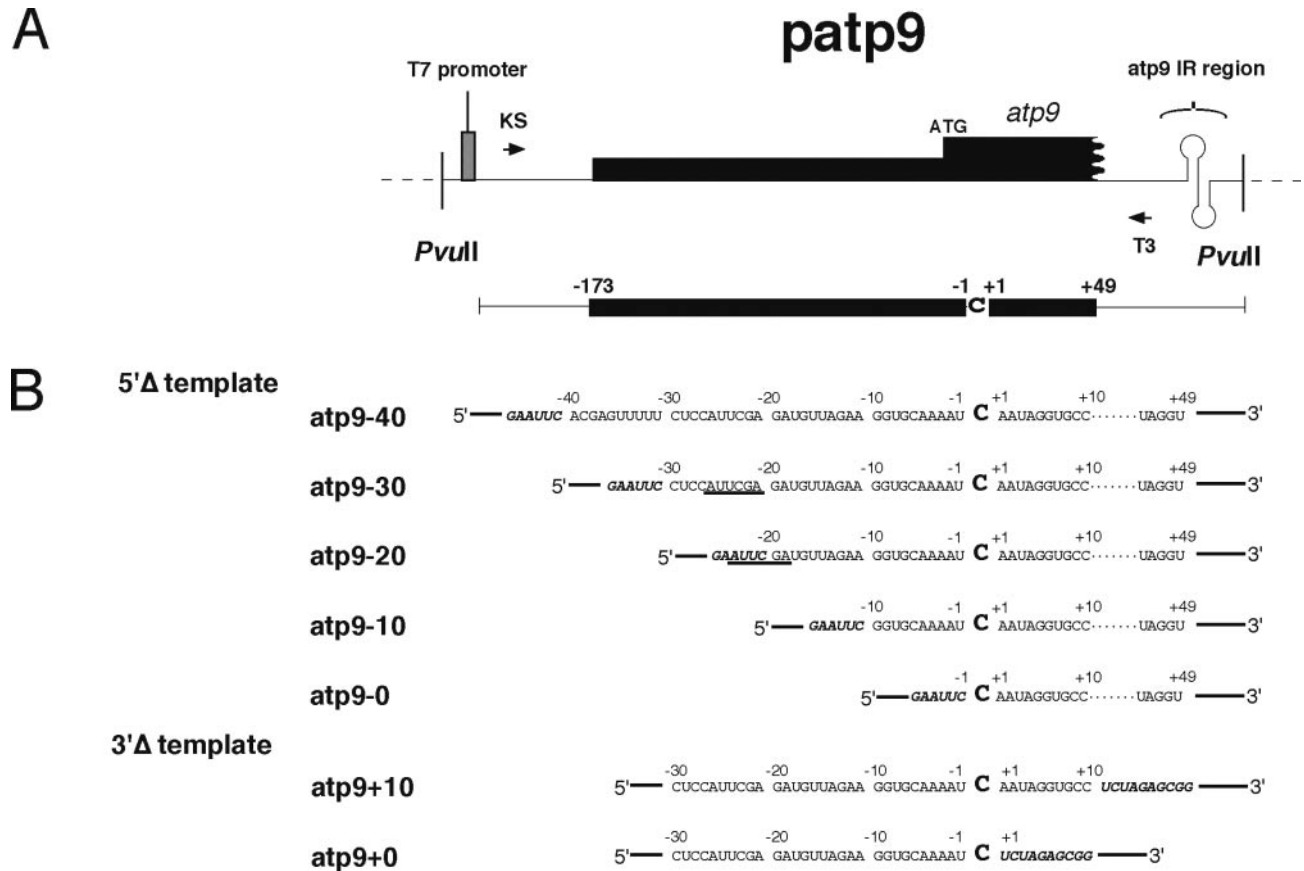 A
patp9
T7 promoter
atp9 IR region
KS
ATG
atp9
T3
PvuII
PvuII
-173 -1 C +1 +49
B
5'Δ template
-40 -30 -20 -10 -1 +1 +10 +49
atp9-40 5' GAAUUC ACGAGUUUUU CUCCAUUCGA GAUGUUAGAA GGUGCAAAAU C AAUAGGUGCC·······UAGGU 3'
-30 -20 -10 -1 +1 +10 +49
atp9-30 5' GAAUUC CUCCAUUCGA GAUGUUAGAA GGUGCAAAAU C AAUAGGUGCC·······UAGGU 3'
-20 -10 -1 +1 +10 +49
atp9-20 5' GAAUUC GAUGUUAGAA GGUGCAAAAU C AAUAGGUGCC·······UAGGU 3'
-10 -1 +1 +10 +49
atp9-10 5' GAAUUC GGUGCAAAAU C AAUAGGUGCC·······UAGGU 3'
-1 +1 +10 +49
atp9-0 5' GAAUUC C AAUAGGUGCC·······UAGGU 3'
3'Δ template
-30 -20 -10 -1 +1 +10
atp9+10 5' CUCCAUUCGA GAUGUUAGAA GGUGCAAAAU C AAUAGGUGCC UCUAGAGCGG 3'
-30 -20 -10 -1 +1
atp9+0 5' CUCCAUUCGA GAUGUUAGAA GGUGCAAAAU C UCUAGAGCGG 3'